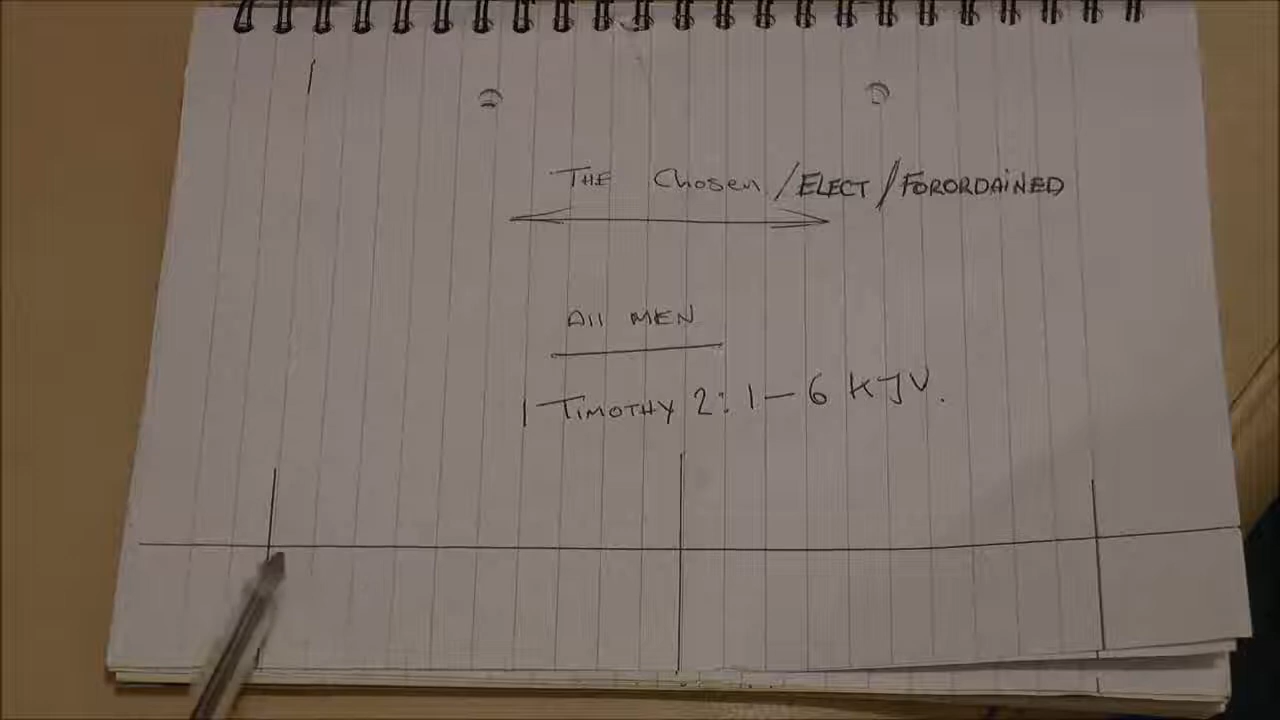 THE Chosen /ELECT/FORORDAINED
All MEN
1 TIMOTHY 2:1-6 KJV.